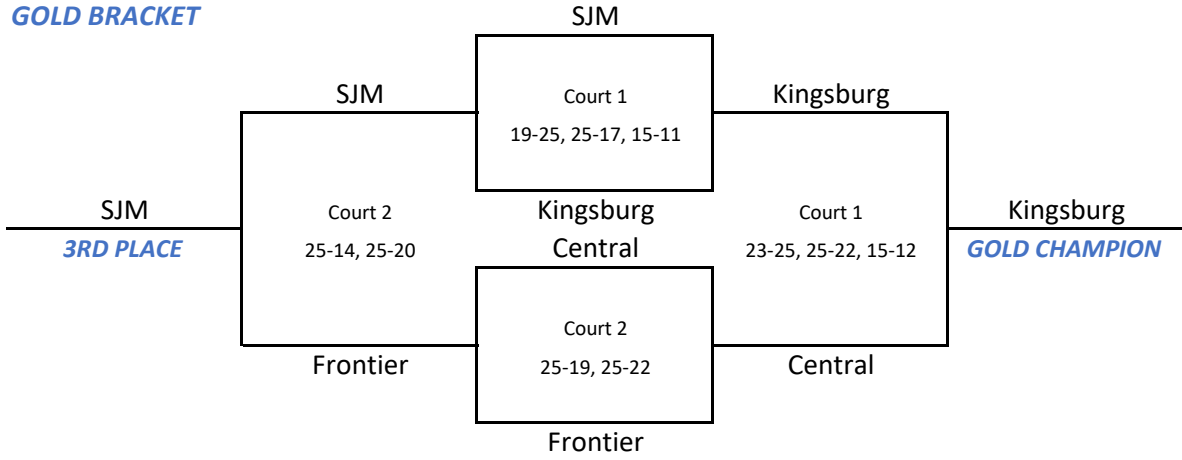 GOLD BRACKET
SJM
SJM
Court 1
Kingsburg
19-25, 25-17, 15-11
SJM
Court 2
Kingsburg
Court 1
Kingsburg
3RD PLACE
25-14, 25-20
Central
23-25, 25-22, 15-12
GOLD CHAMPION
Court 2
Frontier
25-19, 25-22
Central
Frontier